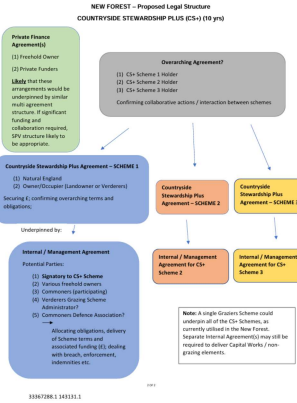 NEW FOREST – Proposed Legal Structure
COUNTRYSIDE STEWARDSHIP PLUS (CS+) (10 yrs)
Private Finance
Agreement(s)
(1) Freehold Owner
(2) Private Funders
Likely that these
arrangements would be
underpinned by similar
multi agreement
structure. If significant
funding and
collaboration required,
SPV structure likely to
be appropriate.
Overarching Agreement?
(1) CS+ Scheme 1 Holder
(2) CS+ Scheme 2 Holder
(3) CS+ Scheme 3 Holder
Confirming collaborative actions / Interaction between schemes
Countryside Stewardship Plus Agreement – SCHEME 1
(1) Natural England
(2) Owner/Occupier (Landowner or Verderers)
Securing £; confirming overarching terms and
obligations;
Countryside
Stewardship Plus
Agreement – SCHEME 2
Countryside
Stewardship Plus
Agreement – SCHEME 3
Underpinned by:
Internal / Management Agreement
Potential Parties:
(1) Signatory to CS+ Scheme
(2) Various freehold owners
(3) Commoners (participating)
(4) Verderers Grazing Scheme
Administrator?
(5) Commoners Defence Association?
Allocating obligations, delivery
of Scheme terms and
associated funding (£); dealing
with breach, enforcement,
indemnities etc.
Internal / Management
Agreement for CS+
Scheme 2
Internal / Management
Agreement for CS+
Scheme 3
Note: A single Graziers Scheme could
underpin all of the CS+ Schemes, as
currently utilised in the New Forest.
Separate Internal Agreement(s) may still be
required to deliver Capital Works / non-
grazing elements.
33367288.1 143131.1